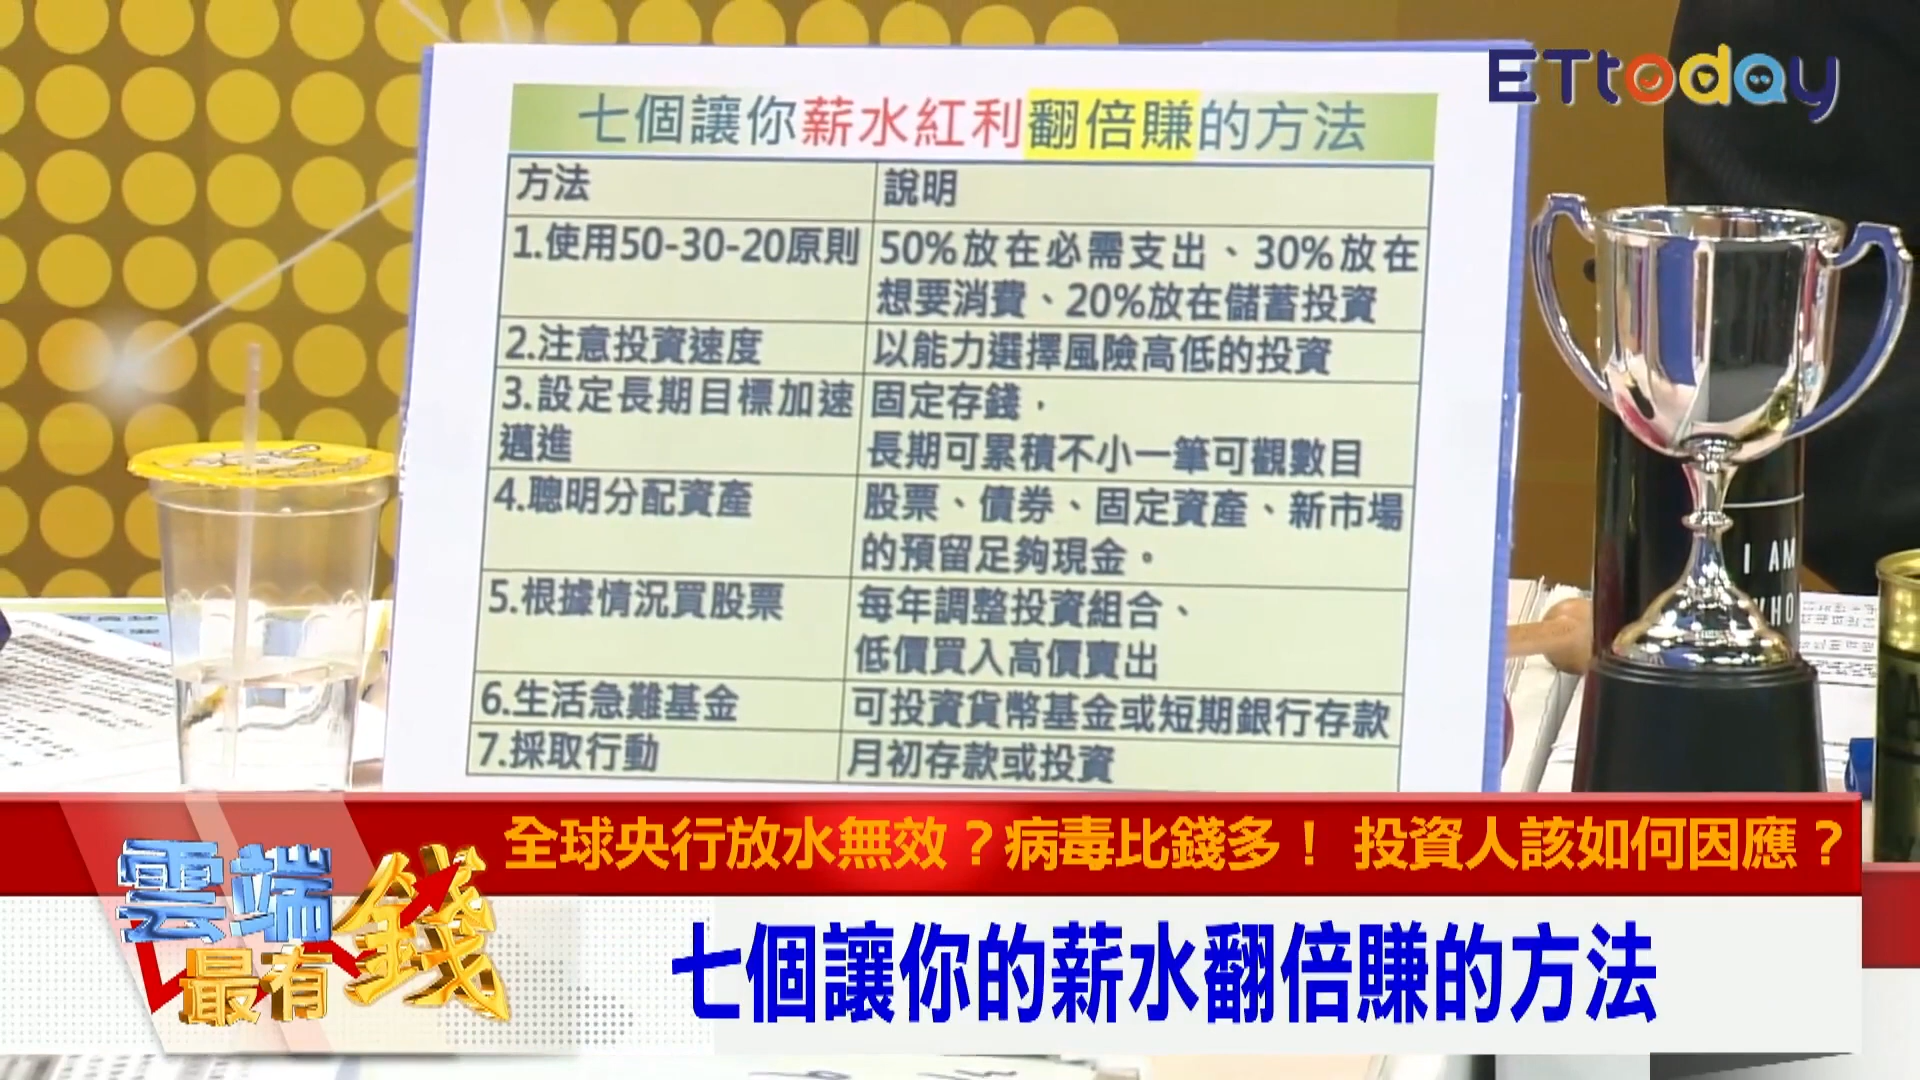 ETtoday
七個讓你薪水紅利翻倍賺的方法
方法
說明
1.使用50-30-20原則
50%放在必需支出、30%放在
想要消費、20%放在儲蓄投資
2.注意投資速度
以能力選擇風險高低的投資
3.設定長期目標加速
邁進
固定存錢，
長期可累積不小一筆可觀數目
4.聰明分配資產
股票、債券、固定資產、新市場
的預留足夠現金。
5.根據情況買股票
每年調整投資組合、
低價買入高價賣出
6.生活急難基金
可投資貨幣基金或短期銀行存款
7.採取行動
月初存款或投資
I AM
全球央行放水無效？病毒比錢多！ 投資人該如何因應？
雲端
最有錢
七個讓你的薪水翻倍賺的方法